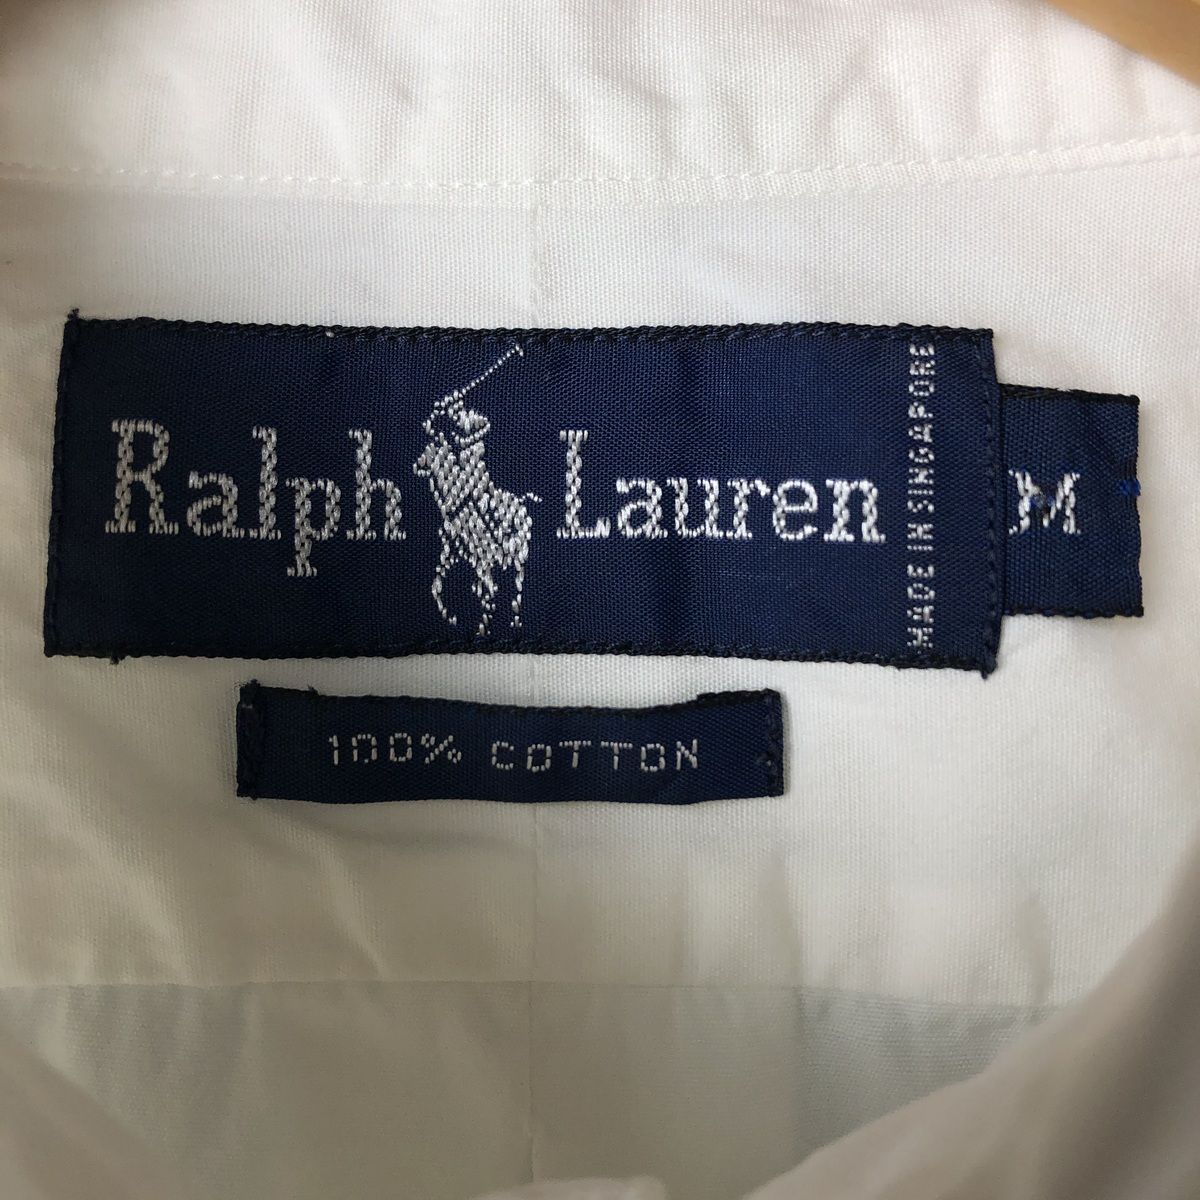 Ralph Lauren
MADE IN SINGAPORE
M
100% COTTON